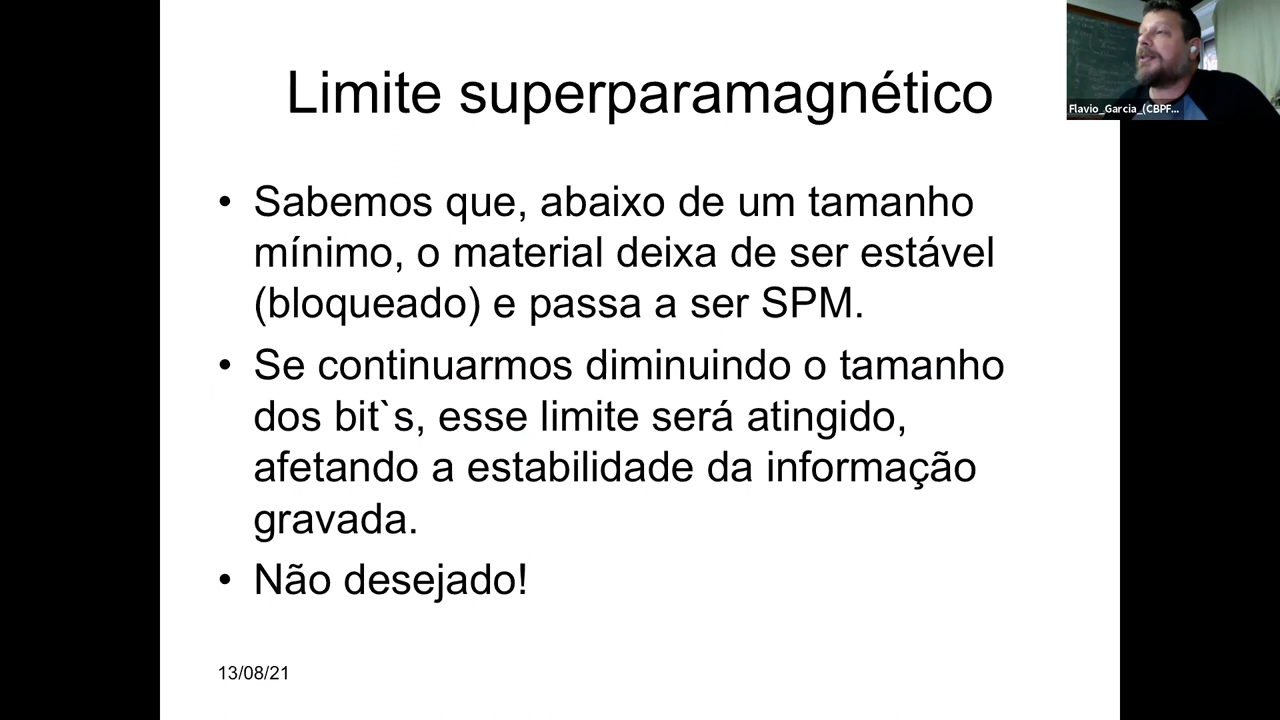 Limite superparamagnético
Flavio_Garcia_(CBPF...
• Sabemos que, abaixo de um tamanho
mínimo, o material deixa de ser estável
(bloqueado) e passa a ser SPM.
• Se continuarmos diminuindo o tamanho
dos bit`s, esse limite será atingido,
afetando a estabilidade da informação
gravada.
• Não desejado!
13/08/21